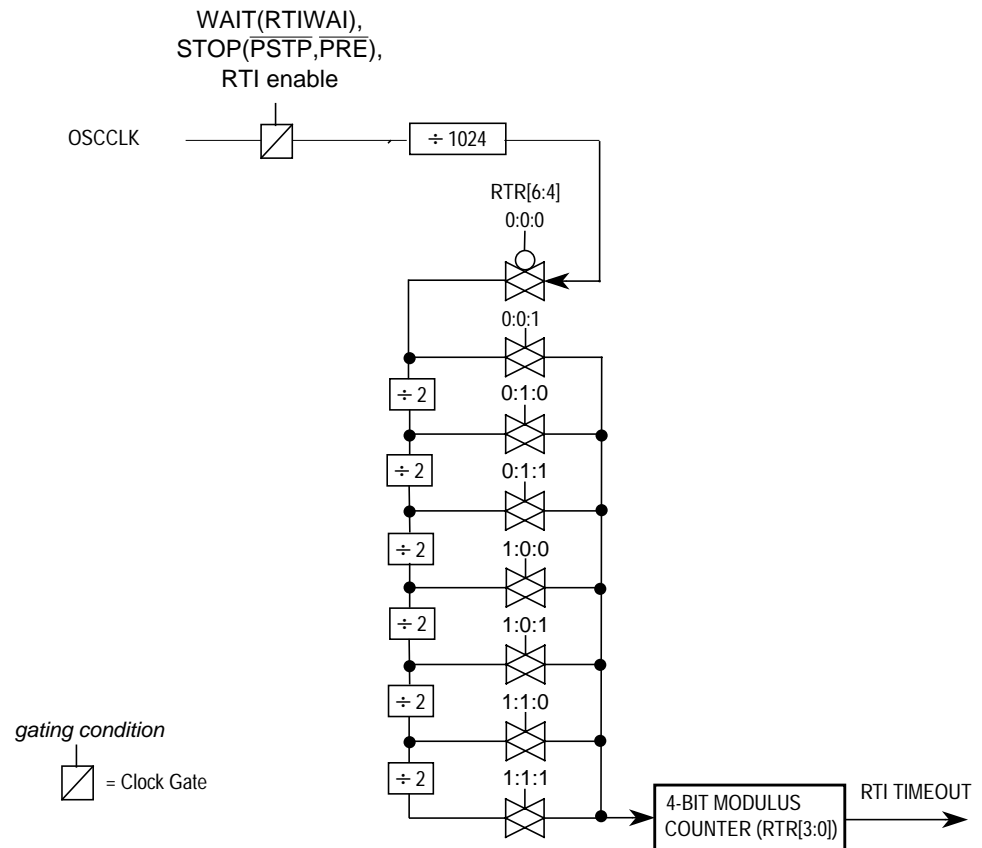 WAIT(RTIWAI),
STOP(PSTP,PRE),
RTI enable
OSCCLK
÷ 1024
RTR[6:4]
0:0:0
0:0:1
÷ 2
0:1:0
÷ 2
0:1:1
÷ 2
1:0:0
÷ 2
1:0:1
÷ 2
1:1:0
gating condition
÷ 2
= Clock Gate
1:1:1
4-BIT MODULUS
COUNTER (RTR[3:0])
RTI TIMEOUT